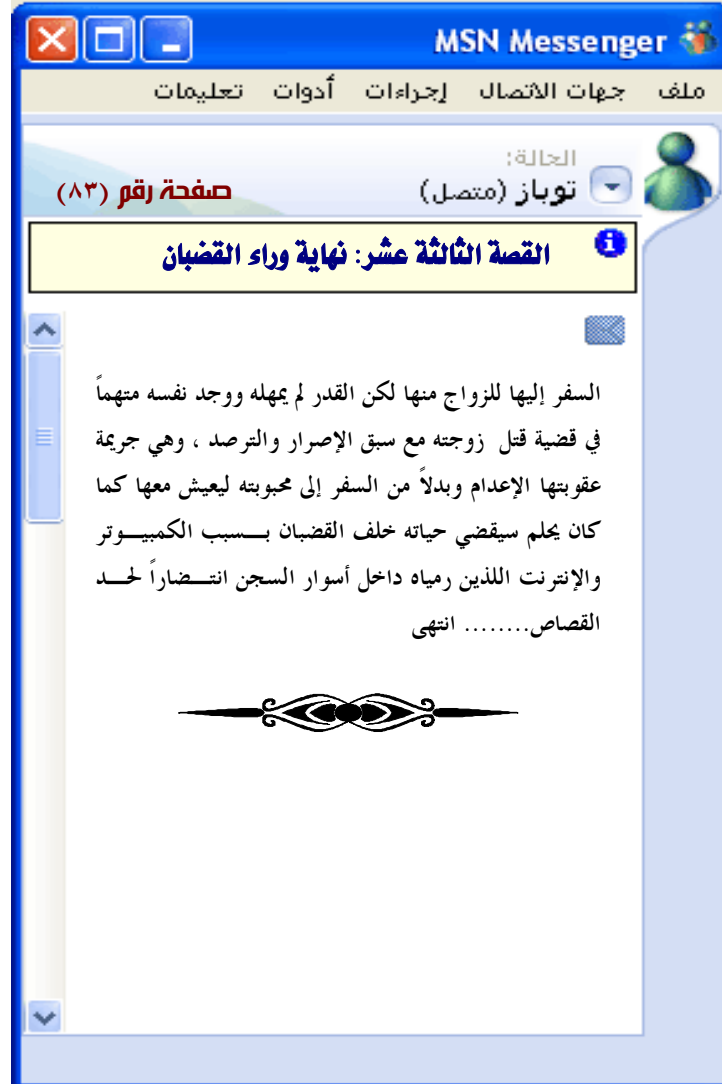 MSN Messenger
ملف جهات الاتصال إجراءات أدوات تعليمات
الحالة:
توباز (متصل)
صفحة رقم (٨٣)
القصة الثالثة عشر: نهاية وراء القضبان
السفر إليها للزواج منها لكن القدر لم يمهله ووجد نفسه متهماً
في قضية قتل زوجته مع سبق الإصرار والترصد ، وهي جريمة
عقوبتها الإعدام وبدلاً من السفر إلى محبوبته ليعيش معها كما
كان يحلم سيقضي حياته خلف القضبان بـــسبب الكمبيـــوتر
والإنترنت اللذين رمياه داخل أسوار السجن انتـــضاراً لحـــد
القصاص........ انتهى